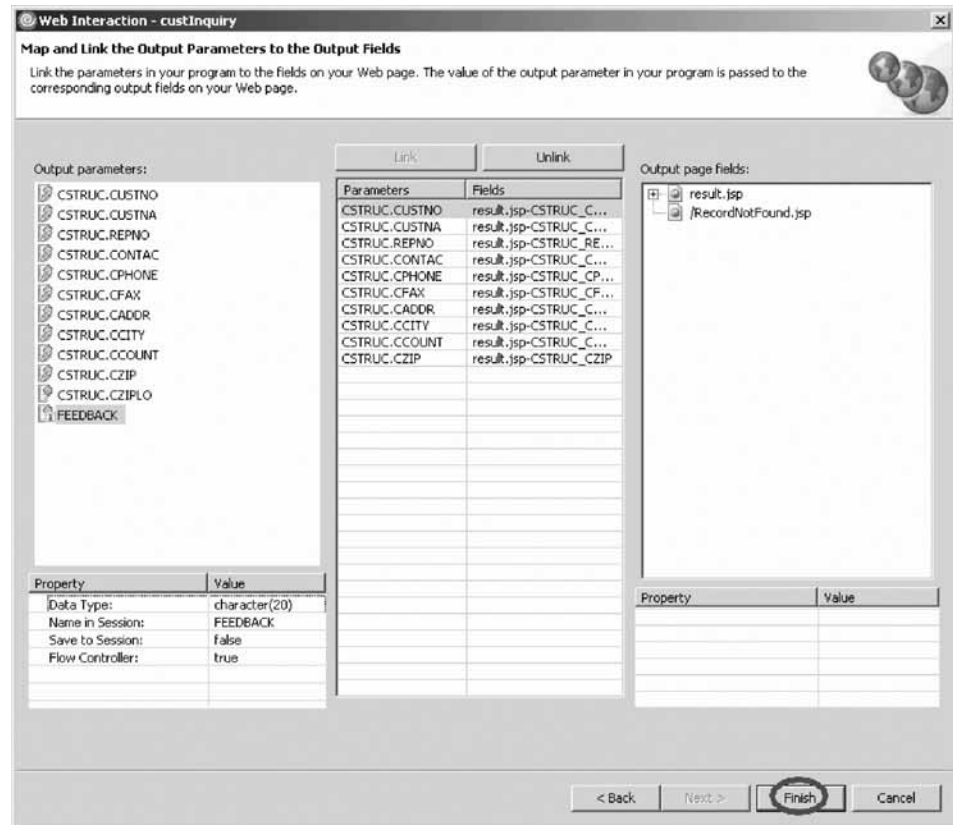 Web Interaction - custInquiry
Map and Link the Output Parameters to the Output Fields
Link the parameters in your program to the fields on your Web page. The value of the output parameter in your program is passed to the
corresponding output fields on your Web page.
Output parameters:
CSTRUC.CUSTNO
CSTRUC.CUSTNA
CSTRUC.REPNO
CSTRUC.CONTAC
CSTRUC.CPHONE
CSTRUC.CFAX
CSTRUC.CADDR
CSTRUC.CCITY
CSTRUC.CCOUNT
CSTRUC.CZIP
CSTRUC.CZIPLO
FEEDBACK
Property Value
Data Type: character(20)
Name in Session: FEEDBACK
Save to Session: false
Flow Controller: true
Link Unlink
Parameters Fields
CSTRUC.CUSTNO result.jsp-CSTRUC_C...
CSTRUC.CUSTNA result.jsp-CSTRUC_C...
CSTRUC.REPNO result.jsp-CSTRUC_RE...
CSTRUC.CONTAC result.jsp-CSTRUC_C...
CSTRUC.CPHONE result.jsp-CSTRUC_CP...
CSTRUC.CFAX result.jsp-CSTRUC_CF...
CSTRUC.CADDR result.jsp-CSTRUC_C...
CSTRUC.CCITY result.jsp-CSTRUC_C...
CSTRUC.CCOUNT result.jsp-CSTRUC_C...
CSTRUC.CZIP result.jsp-CSTRUC_CZIP
Output page fields:
result.jsp
/RecordNotFound.jsp
Property Value
< Back Next > Finish Cancel